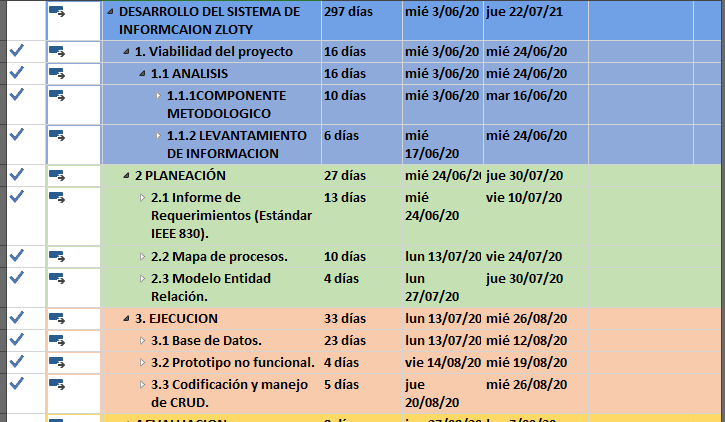 DESARROLLO DEL SISTEMA DE INFORMCAION ZLOTY 297 días mié 3/06/20 jue 22/07/21
1. Viabilidad del proyecto 16 días mié 3/06/20 mié 24/06/20
1.1 ANALISIS 16 días mié 3/06/20 mié 24/06/20
1.1.1COMPONENTE METODOLOGICO 10 días mié 3/06/20 mar 16/06/20
1.1.2 LEVANTAMIENTO DE INFORMACION 6 días mié 17/06/20 mié 24/06/20
2 PLANEACIÓN 27 días mié 24/06/20 jue 30/07/20
2.1 Informe de Requerimientos (Estándar IEEE 830). 13 días mié 24/06/20 vie 10/07/20
2.2 Mapa de procesos. 10 días lun 13/07/20 vie 24/07/20
2.3 Modelo Entidad Relación. 4 días lun 27/07/20 jue 30/07/20
3. EJECUCION 33 días lun 13/07/20 mié 26/08/20
3.1 Base de Datos. 23 días lun 13/07/20 mié 12/08/20
3.2 Prototipo no funcional. 4 días vie 14/08/20 mié 19/08/20
3.3 Codificación y manejo de CRUD. 5 días jue 20/08/20 mié 26/08/20